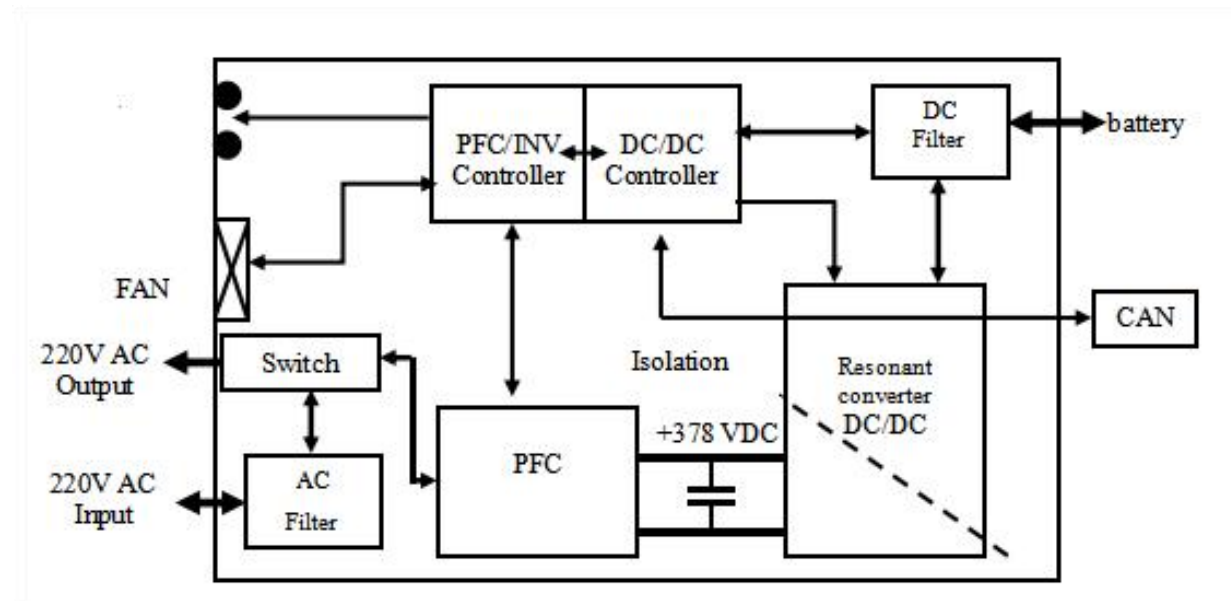 PFC/INV
Controller
DC/DC
Controller
DC
Filter
battery
FAN
CAN
220V AC
Output
Switch
Isolation
Resonant
converter
DC/DC
+378 VDC
PFC
220V AC
Input
AC
Filter